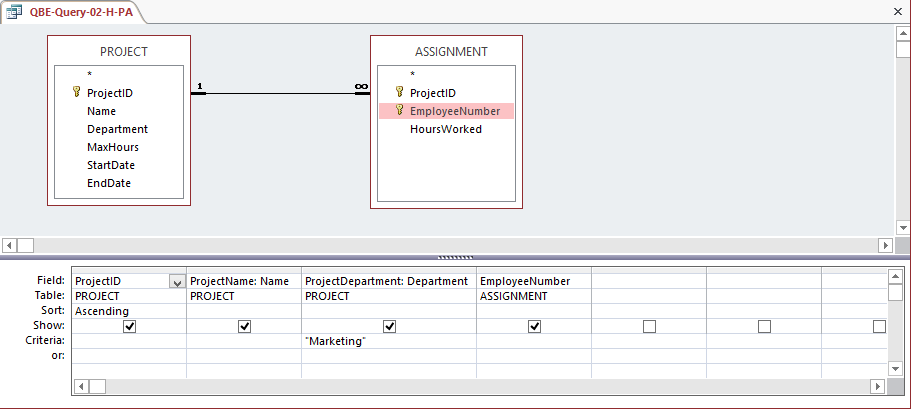 QBE-Query-02-H-PA
PROJECT
*
ProjectID
Name
Department
MaxHours
StartDate
EndDate
1
∞
ASSIGNMENT
*
ProjectID
EmployeeNumber
HoursWorked
Field: ProjectID ProjectName: Name ProjectDepartment: Department EmployeeNumber
Table: PROJECT PROJECT PROJECT ASSIGNMENT
Sort: Ascending
Show:
Criteria: "Marketing"
or: